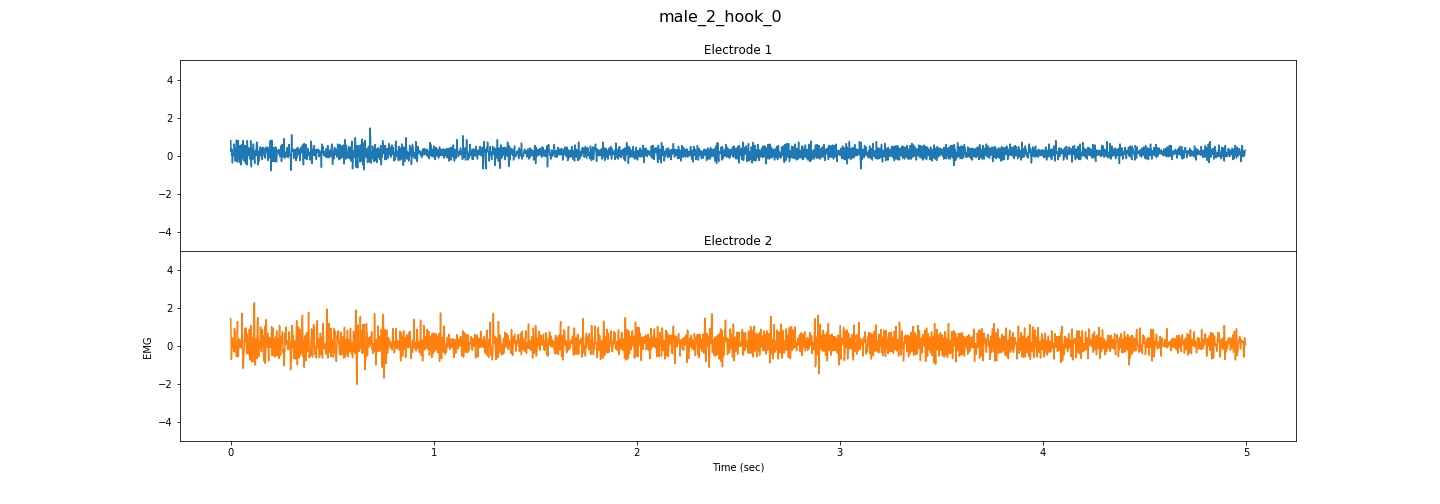 male_2_hook_0
Electrode 1
4
2
0
−2
−4
Electrode 2
4
2
0
−2
−4
EMG
0 1 2 3 4 5
Time (sec)